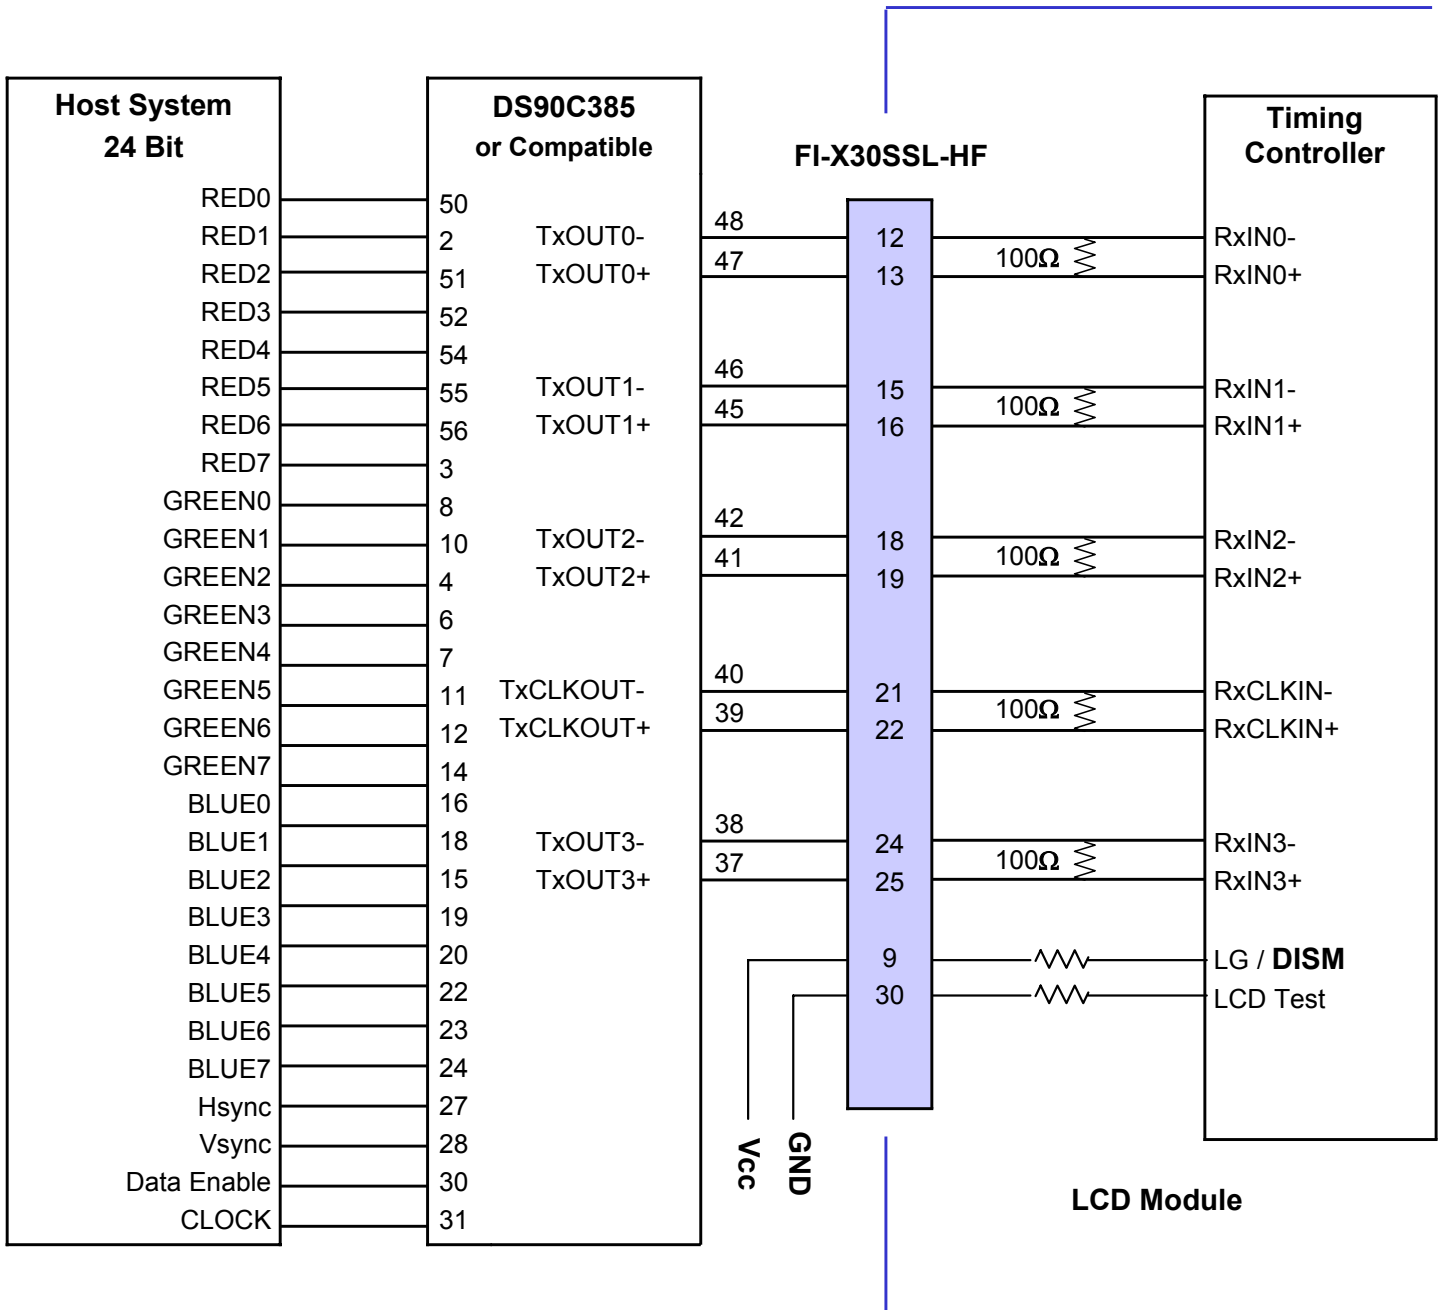 Host System
24 Bit
RED0
RED1
RED2
RED3
RED4
RED5
RED6
RED7
GREEN0
GREEN1
GREEN2
GREEN3
GREEN4
GREEN5
GREEN6
GREEN7
BLUE0
BLUE1
BLUE2
BLUE3
BLUE4
BLUE5
BLUE6
BLUE7
Hsync
Vsync
Data Enable
CLOCK
DS90C385
or Compatible
50
2
51
52
54
55
56
3
8
10
4
6
7
11
12
14
16
18
15
19
20
22
23
24
27
28
30
31
TxOUT0-
TxOUT0+
TxOUT1-
TxOUT1+
TxOUT2-
TxOUT2+
TxCLKOUT-
TxCLKOUT+
TxOUT3-
TxOUT3+
48
47
46
45
42
41
40
39
38
37
Vcc
GND
FI-X30SSL-HF
12
13
15
16
18
19
21
22
24
25
9
30
100Ω
100Ω
100Ω
100Ω
100Ω
Timing
Controller
RxIN0-
RxIN0+
RxIN1-
RxIN1+
RxIN2-
RxIN2+
RxCLKIN-
RxCLKIN+
RxIN3-
RxIN3+
LG / DISM
LCD Test
LCD Module